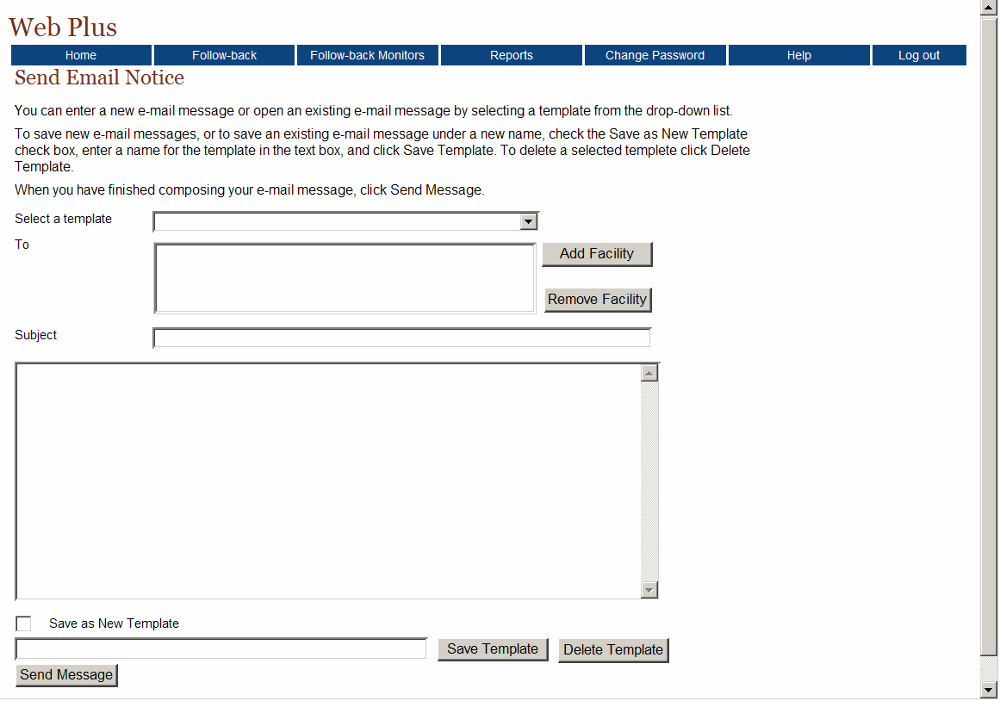 Web Plus
Home Follow-back Follow-back Monitors Reports Change Password Help Log out
Send Email Notice
You can enter a new e-mail message or open an existing e-mail message by selecting a template from the drop-down list.
To save new e-mail messages, or to save an existing e-mail message under a new name, check the Save as New Template
check box, enter a name for the template in the text box, and click Save Template. To delete a selected templete click Delete
Template.
When you have finished composing your e-mail message, click Send Message.
Select a template
To
Add Facility
Remove Facility
Subject
Save as New Template
Save Template Delete Template
Send Message